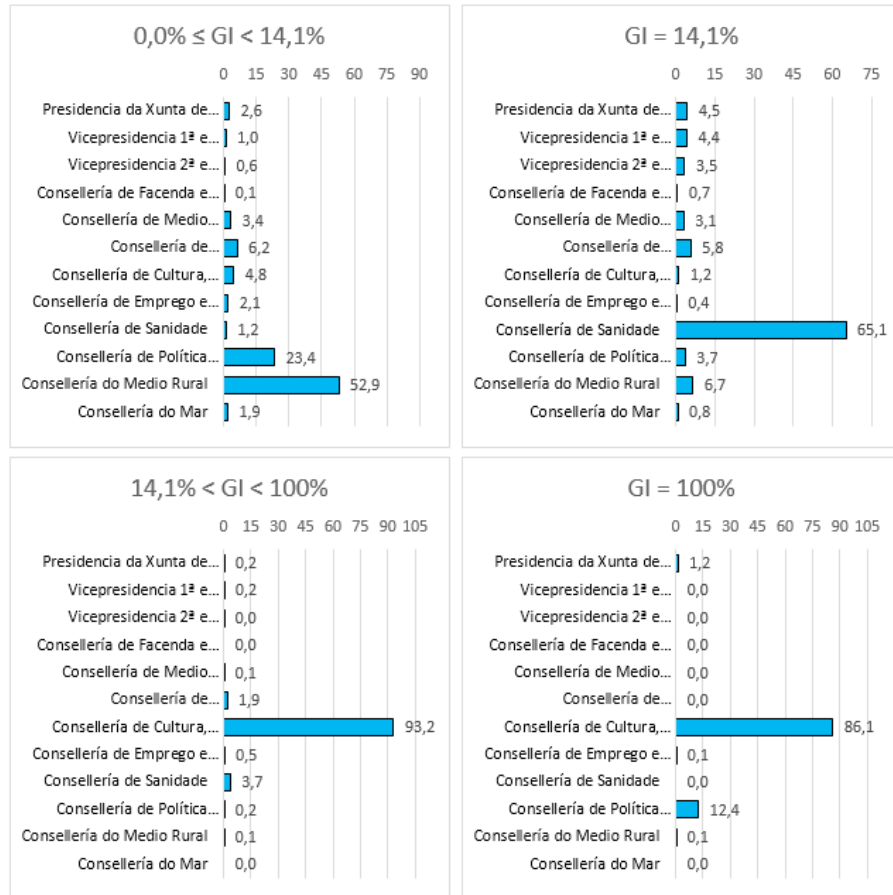 0,0% ≤ GI < 14,1%
0 15 30 45 60 75 90
Presidencia da Xunta de... 2,6
Vicepresidencia 1ª e... 1,0
Vicepresidencia 2ª e... 0,6
Consellería de Facenda e... 0,1
Consellería de Medio... 3,4
Consellería de... 6,2
Consellería de Cultura,... 4,8
Consellería de Emprego e... 2,1
Consellería de Sanidade 1,2
Consellería de Política... 23,4
Consellería do Medio Rural 52,9
Consellería do Mar 1,9
GI = 14,1%
0 15 30 45 60 75
Presidencia da Xunta de... 4,5
Vicepresidencia 1ª e... 4,4
Vicepresidencia 2ª e... 3,5
Consellería de Facenda e... 0,7
Consellería de Medio... 3,1
Consellería de... 5,8
Consellería de Cultura,... 1,2
Consellería de Emprego e... 0,4
Consellería de Sanidade 65,1
Consellería de Política... 3,7
Consellería do Medio Rural 6,7
Consellería do Mar 0,8
14,1% < GI < 100%
0 15 30 45 60 75 90 105
Presidencia da Xunta de... 0,2
Vicepresidencia 1ª e... 0,2
Vicepresidencia 2ª e... 0,0
Consellería de Facenda e... 0,0
Consellería de Medio... 0,1
Consellería de... 1,9
Consellería de Cultura,... 93,2
Consellería de Emprego e... 0,5
Consellería de Sanidade 3,7
Consellería de Política... 0,2
Consellería do Medio Rural 0,1
Consellería do Mar 0,0
GI = 100%
0 15 30 45 60 75 90 105
Presidencia da Xunta de... 1,2
Vicepresidencia 1ª e... 0,0
Vicepresidencia 2ª e... 0,0
Consellería de Facenda e... 0,0
Consellería de Medio... 0,0
Consellería de... 0,0
Consellería de Cultura,... 86,1
Consellería de Emprego e... 0,1
Consellería de Sanidade 0,0
Consellería de Política... 12,4
Consellería do Medio Rural 0,1
Consellería do Mar 0,0